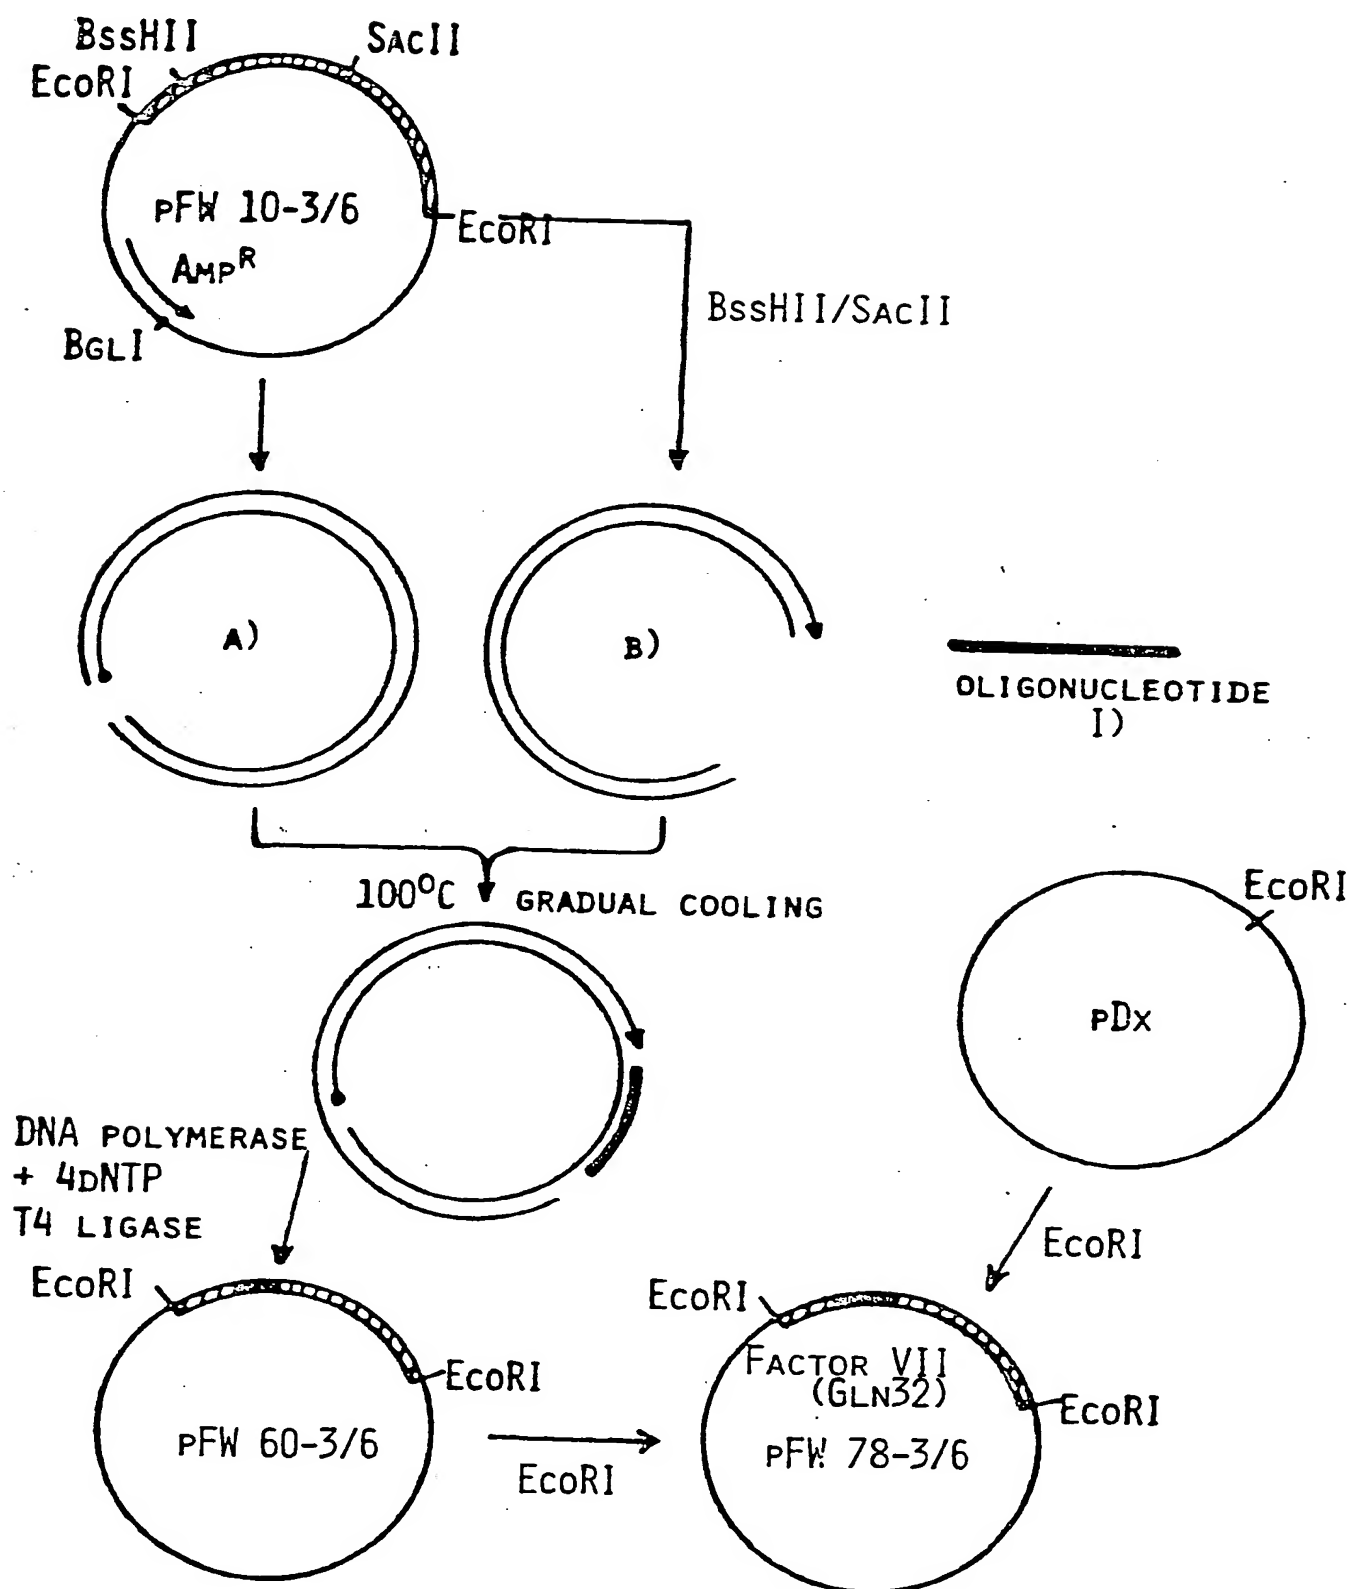 BssHII
SacII
EcoRI
pFW 10-3/6
EcoRI
AmpR
BssHII/SacII
BglI
A)
B)
OLIGONUCLEOTIDE
I)
100°C GRADUAL COOLING
EcoRI
pDx
DNA POLYMERASE
+ 4dNTP
T4 LIGASE
EcoRI
EcoRI
EcoRI
FACTOR VII
(GLN32)
EcoRI
EcoRI
pFW 60-3/6
EcoRI
pFW 78-3/6